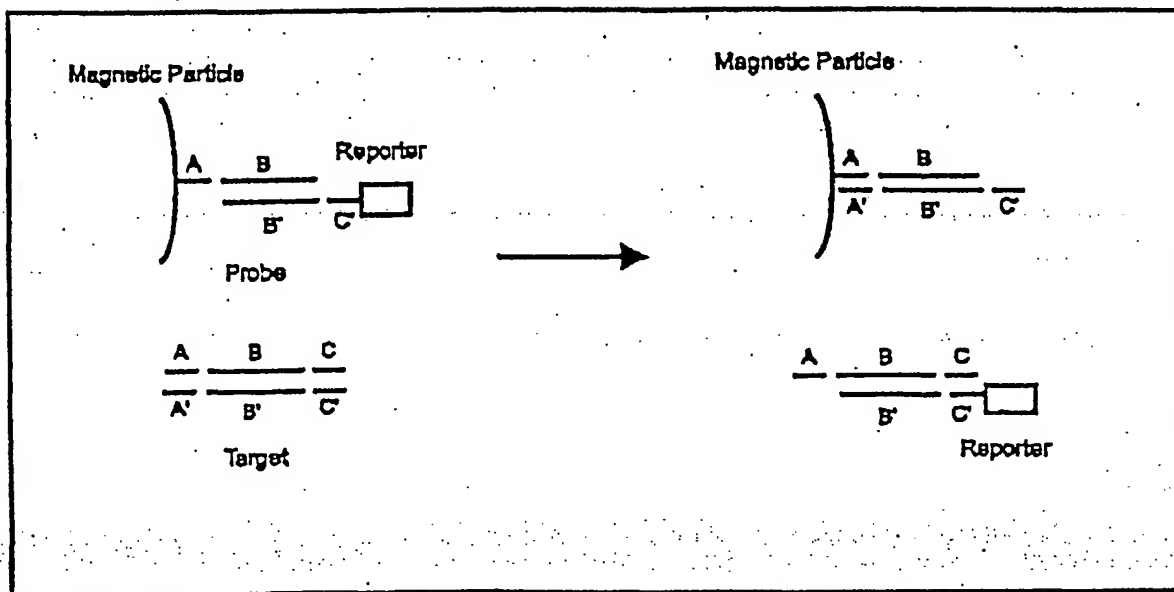 Magnetic Particle
A B Reporter
B' C'
Probe
A B C
A' B' C'
Target
Magnetic Particle
A B
A' B' C'
A B C
B' C'
Reporter